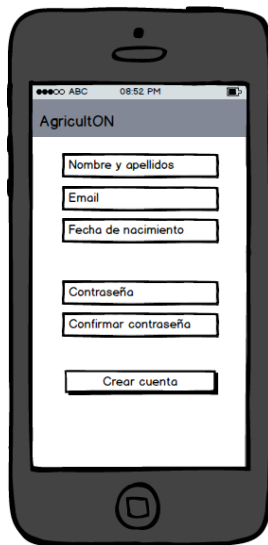 ABC 08:52 PM
AgricultON
Nombre y apellidos
Email
Fecha de nacimiento
Contraseña
Confirmar contraseña
Crear cuenta